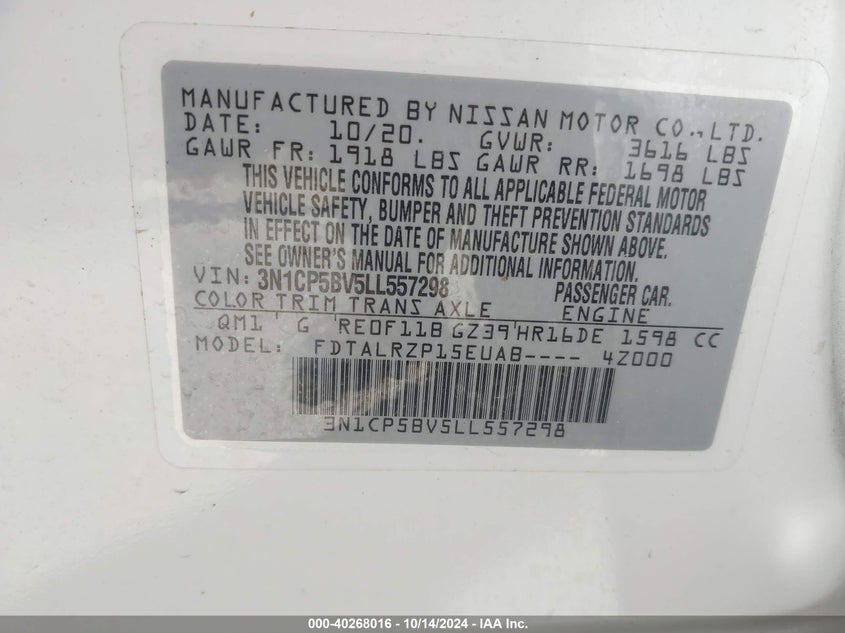 MANUFACTURED BY NISSAN MOTOR CO.,LTD.
DATE: 10/20. GVWR: 3616 LBS
GAWR FR: 1918 LBS GAWR RR: 1698 LBS
THIS VEHICLE CONFORMS TO ALL APPLICABLE FEDERAL MOTOR
VEHICLE SAFETY, BUMPER AND THEFT PREVENTION STANDARDS
IN EFFECT ON THE DATE OF MANUFACTURE SHOWN ABOVE.
SEE OWNER'S MANUAL FOR ADDITIONAL INFORMATION.
VIN: 3N1CP5BV5LL557298 PASSENGER CAR.
COLOR TRIM TRANS AXLE ENGINE
QM1 G RE0F11B GZ39 HR16DE 1598 CC
MODEL: FDTALRZP15EUAB---- 4Z000
3N1CP5BV5LL557298
000-40268016 - 10/14/2024 - IAAI.com